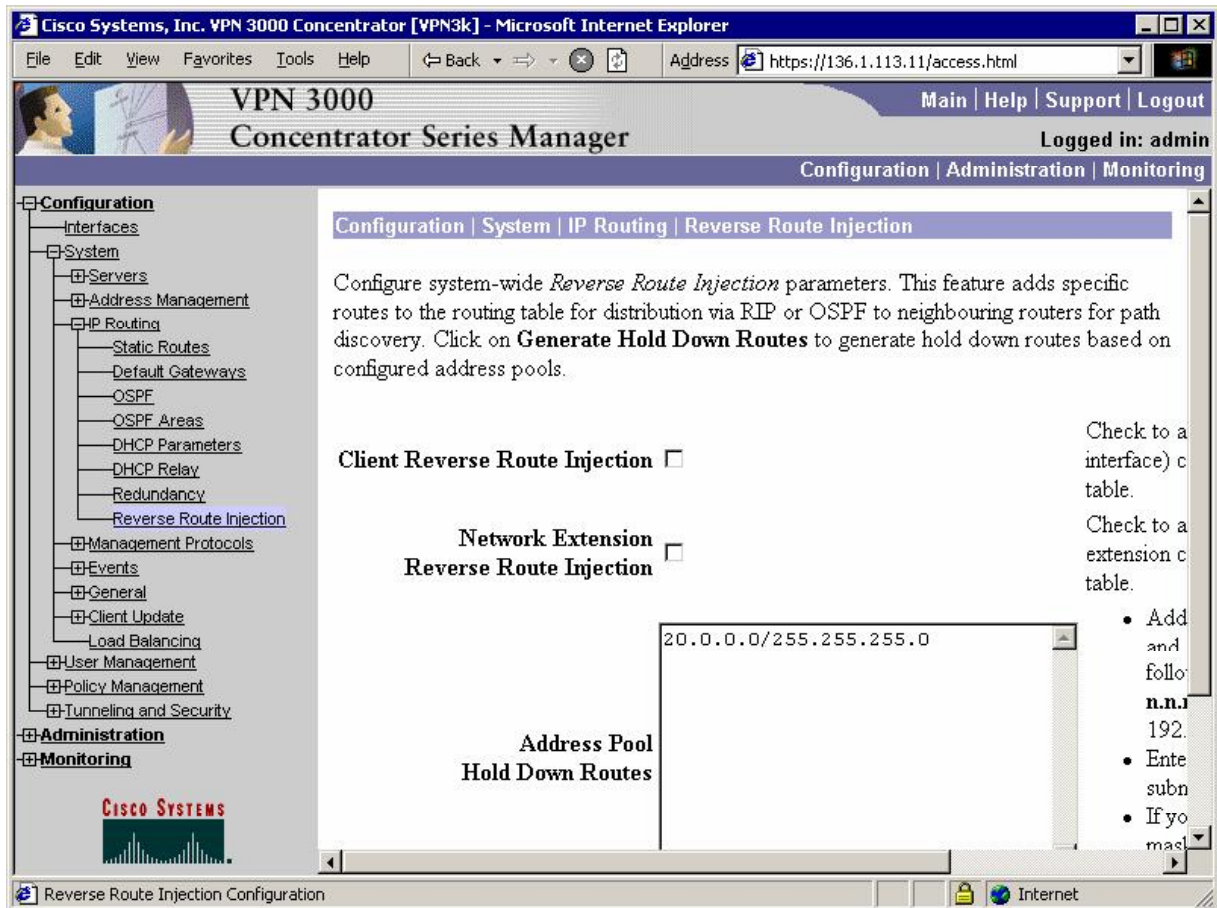 Cisco Systems, Inc. VPN 3000 Concentrator [VPN3k] - Microsoft Internet Explorer
File Edit View Favorites Tools Help Back Address https://136.1.113.11/access.html
VPN 3000
Concentrator Series Manager
Main | Help | Support | Logout
Logged in: admin
Configuration | Administration | Monitoring
Configuration
Interfaces
System
Servers
Address Management
IP Routing
Static Routes
Default Gateways
OSPF
OSPF Areas
DHCP Parameters
DHCP Relay
Redundancy
Reverse Route Injection
Management Protocols
Events
General
Client Update
Load Balancing
User Management
Policy Management
Tunneling and Security
Administration
Monitoring
CISCO SYSTEMS
Configuration | System | IP Routing | Reverse Route Injection
Configure system-wide Reverse Route Injection parameters. This feature adds specific
routes to the routing table for distribution via RIP or OSPF to neighbouring routers for path
discovery. Click on Generate Hold Down Routes to generate hold down routes based on
configured address pools.
Client Reverse Route Injection
Check to a
interface) c
table.
Network Extension
Reverse Route Injection
Check to a
extension c
table.
Address Pool
Hold Down Routes
20.0.0.0/255.255.255.0
Add
and
follo
n.n.
192.
Ente
subn
If yo
mas
Reverse Route Injection Configuration
Internet